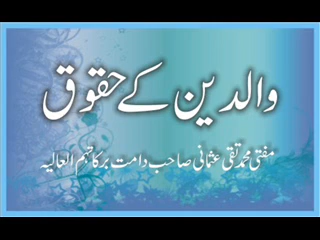 والدین کے حقوق
مفتی محمد تقی عثمانی صاحب دامت برکاتہم العالیہ